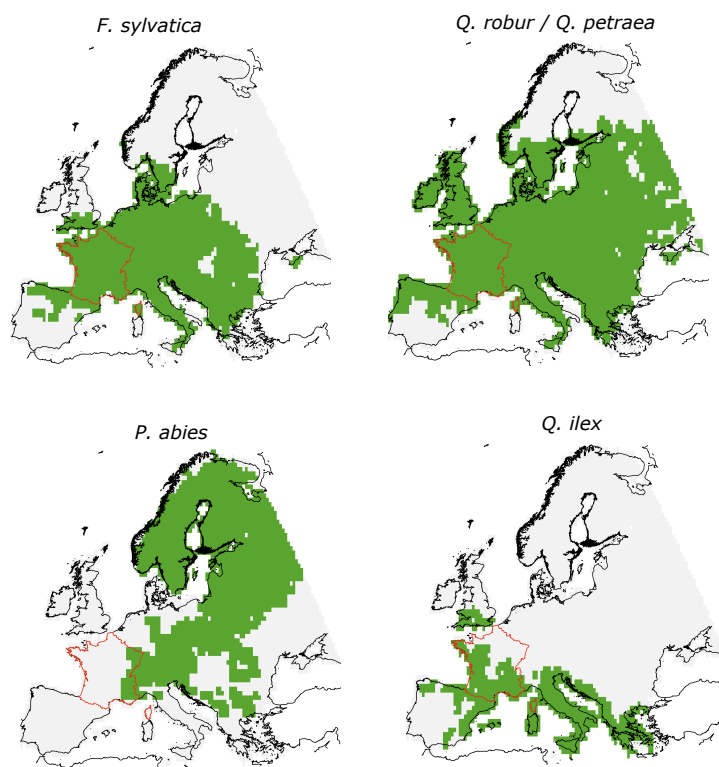 F. sylvatica
Q. robur / Q. petraea
P. abies
Q. ilex